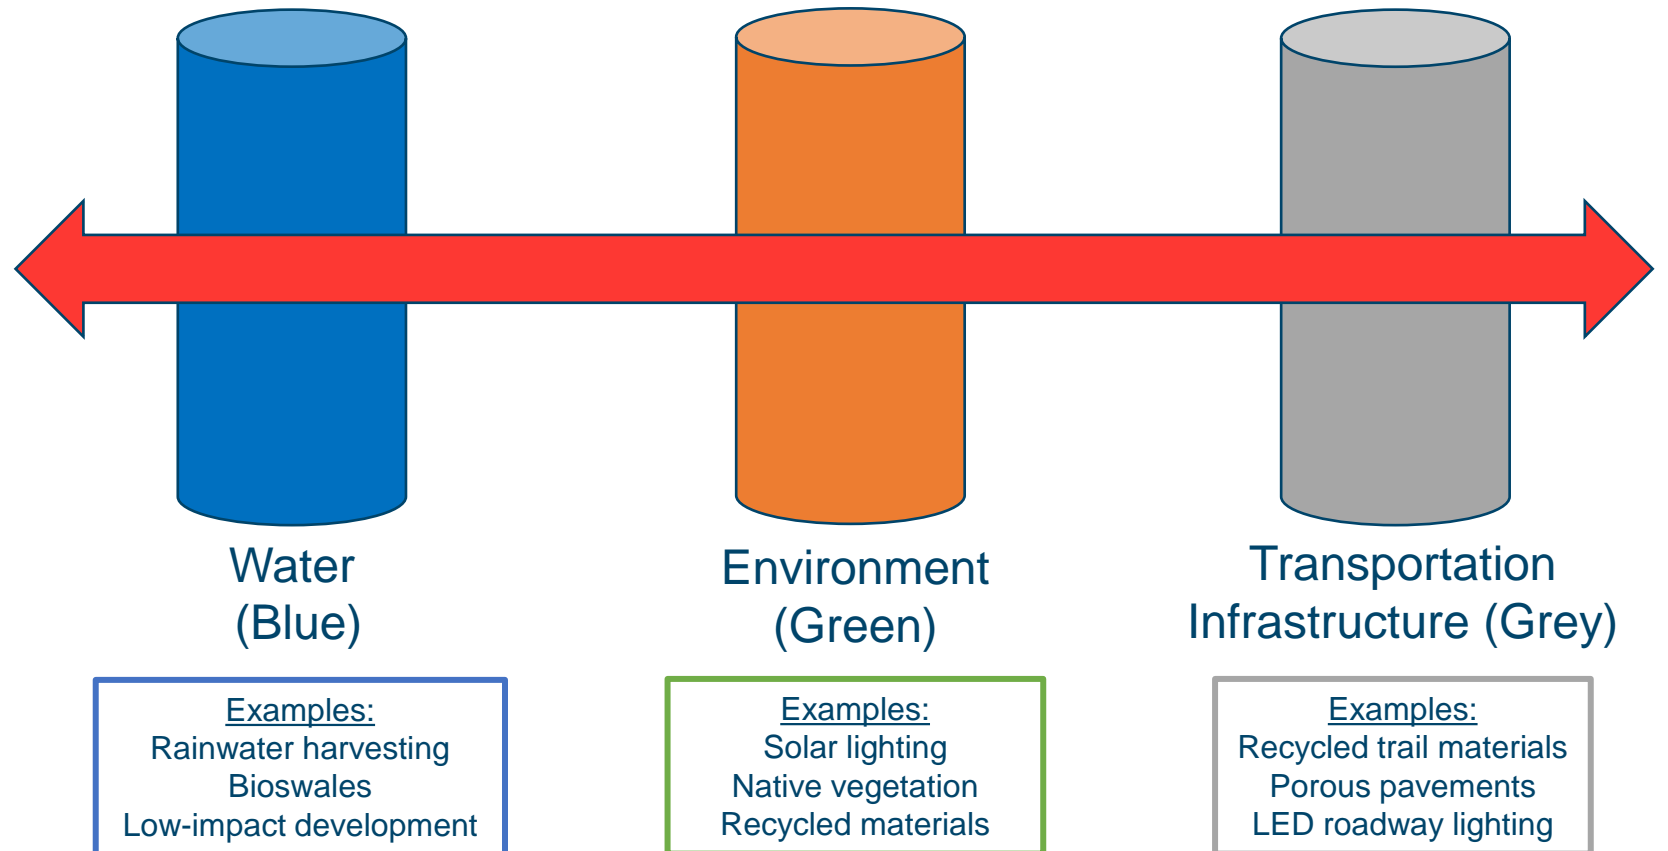 Water
(Blue)
Examples:
Rainwater harvesting
Bioswales
Low-impact development
Environment
(Green)
Examples:
Solar lighting
Native vegetation
Recycled materials
Transportation
Infrastructure (Grey)
Examples:
Recycled trail materials
Porous pavements
LED roadway lighting